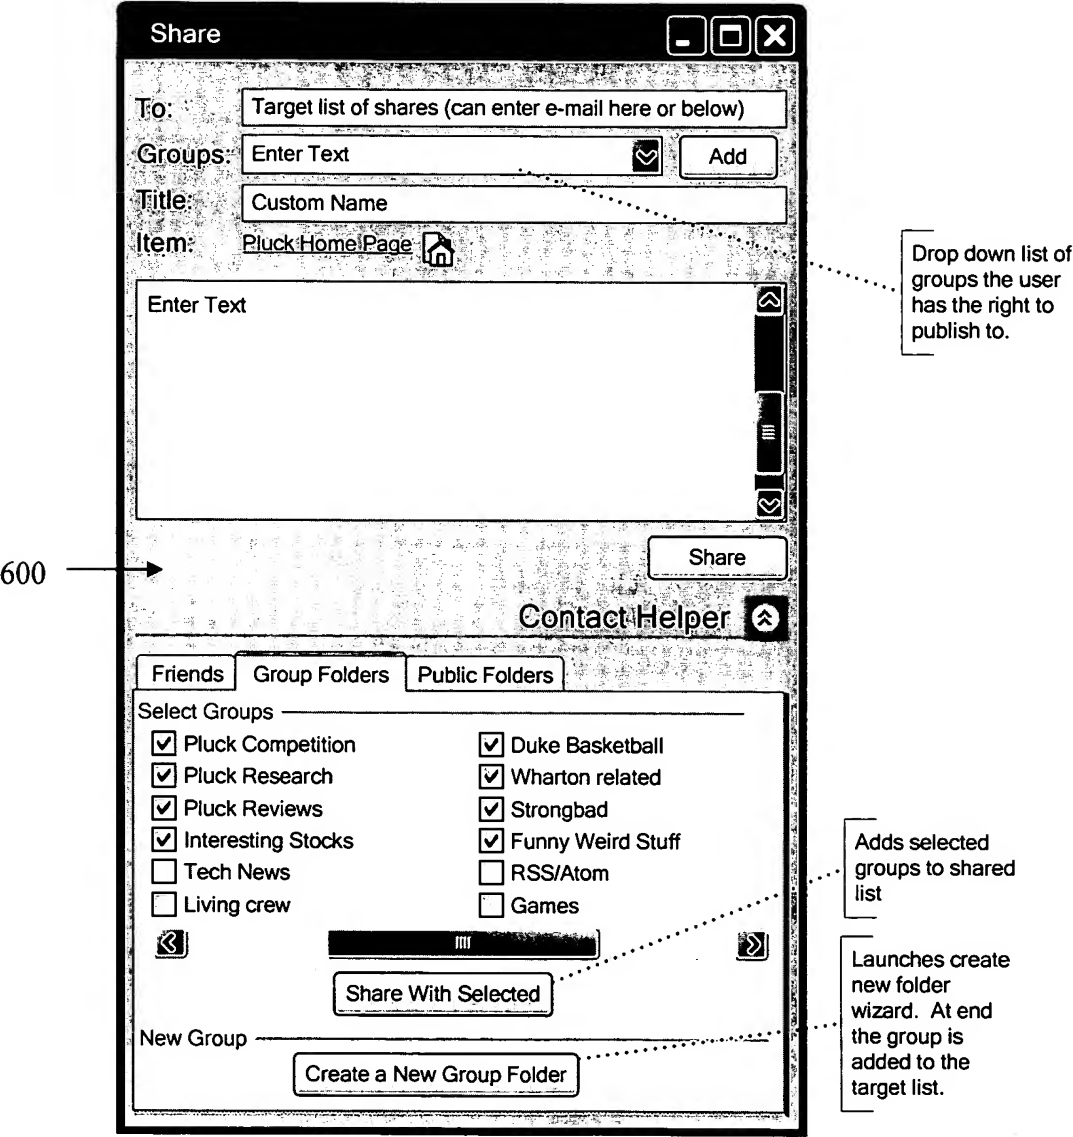 Share
To: Target list of shares (can enter e-mail here or below)
Groups: Enter Text Add
Title: Custom Name
Item: Pluck Home Page
Drop down list of
groups the user
has the right to
publish to.
Enter Text
Share
600
Contact Helper
Friends Group Folders Public Folders
Select Groups
Pluck Competition Duke Basketball
Pluck Research Wharton related
Pluck Reviews Strongbad
Interesting Stocks Funny Weird Stuff
Tech News RSS/Atom
Living crew Games
Adds selected
groups to shared
list
Share With Selected
New Group
Create a New Group Folder
Launches create
new folder
wizard. At end
the group is
added to the
target list.